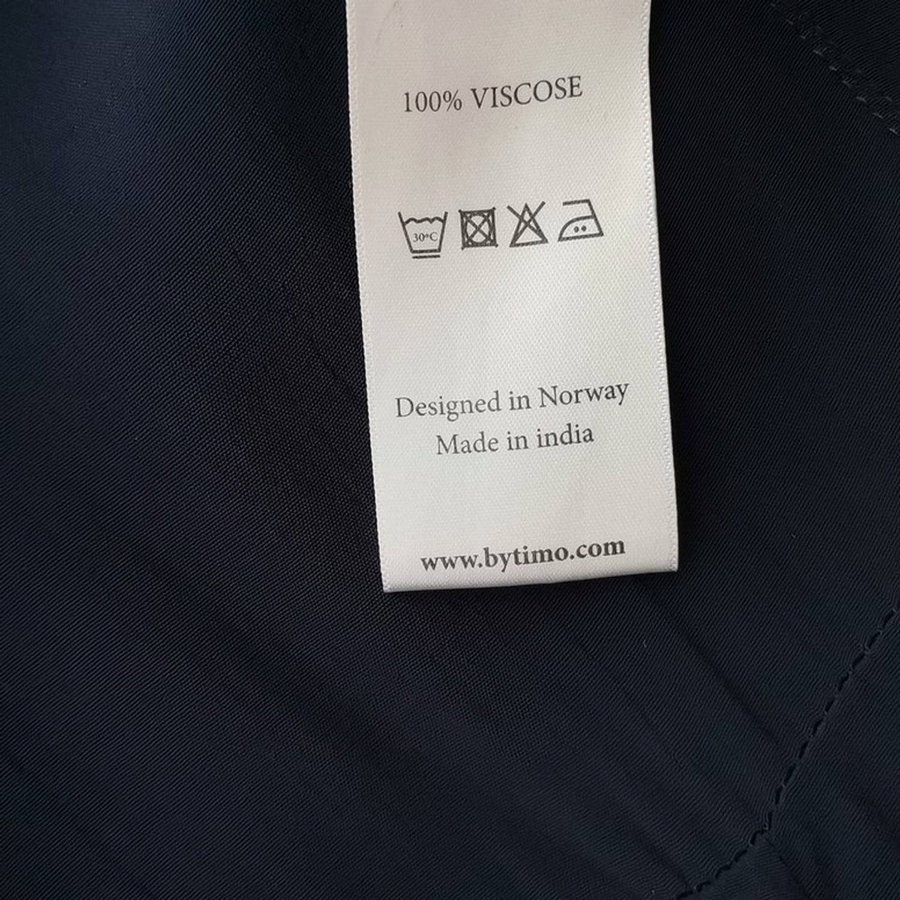 100% VISCOSE
30°C
Designed in Norway
Made in india
www.bytimo.com